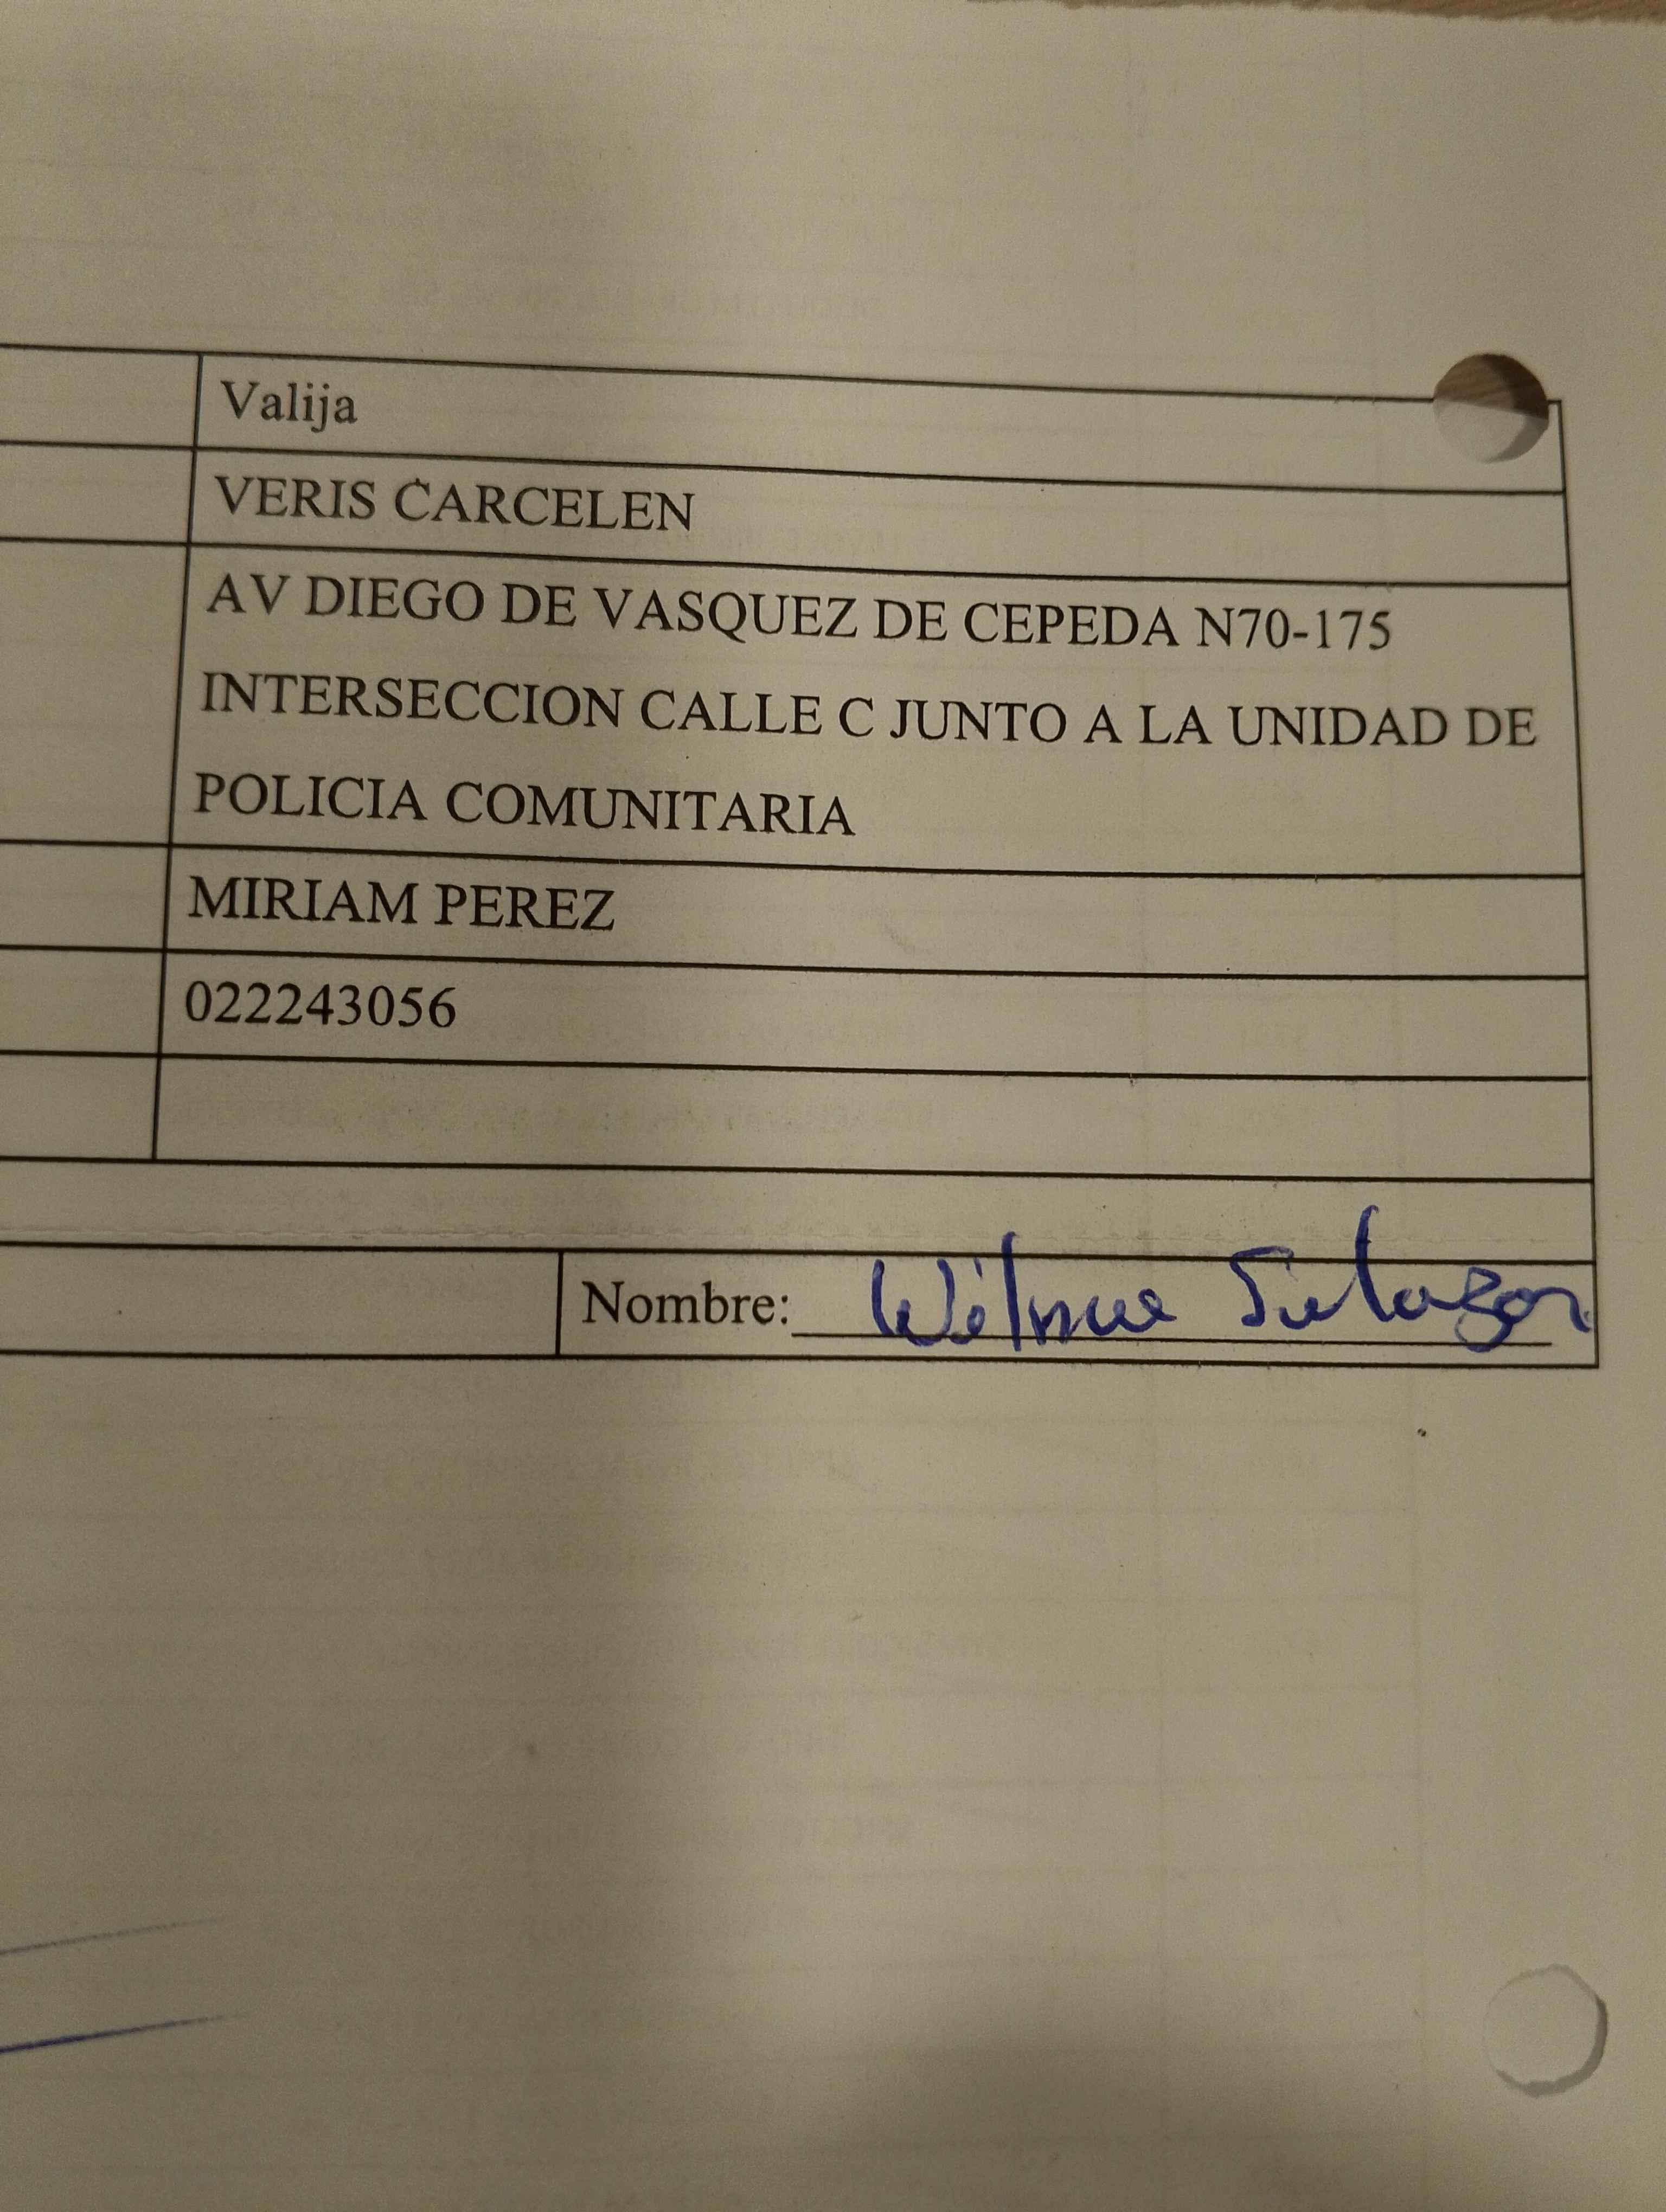 Valija
VERIS CARCELEN
AV DIEGO DE VASQUEZ DE CEPEDA N70-175
INTERSECCION CALLE C JUNTO A LA UNIDAD DE
POLICIA COMUNITARIA
MIRIAM PEREZ
022243056
Nombre: Salazar